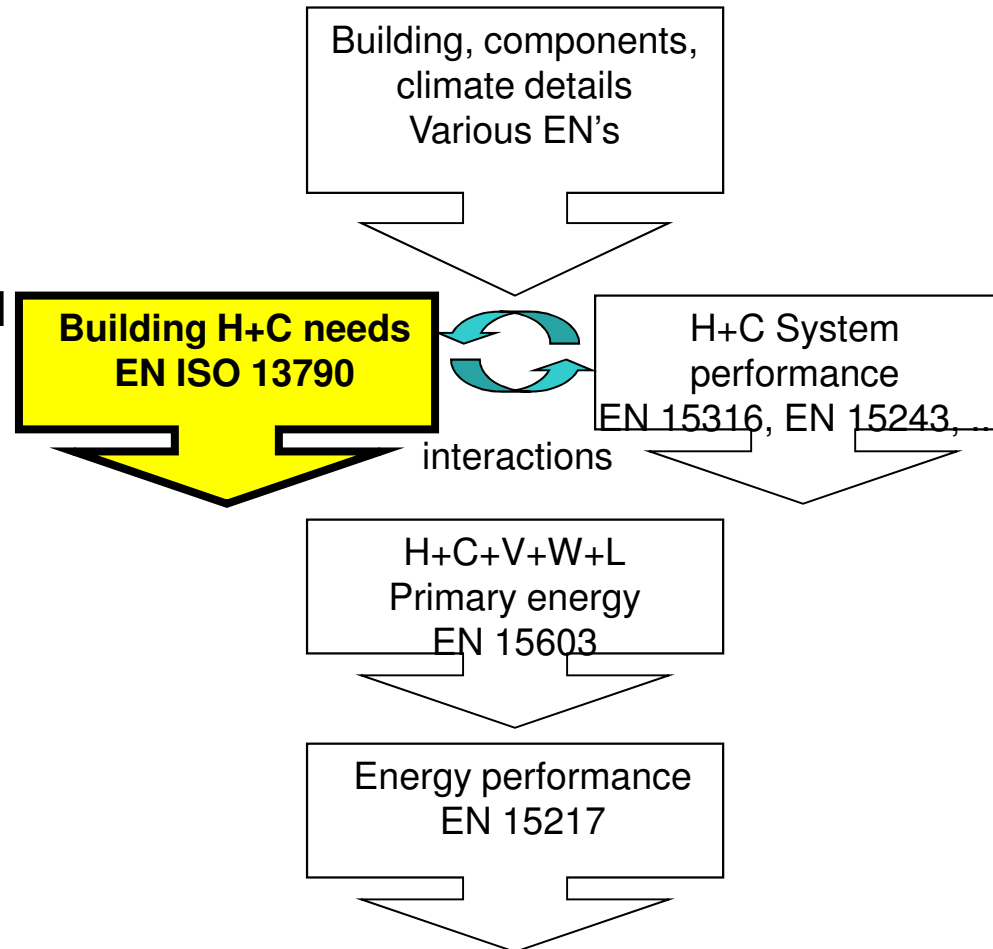 Building, components,
climate details
Various EN's
Building H+C needs
EN ISO 13790
H+C System
performance
EN 15316, EN 15243, ..
interactions
H+C+V+W+L
Primary energy
EN 15603
Energy performance
EN 15217